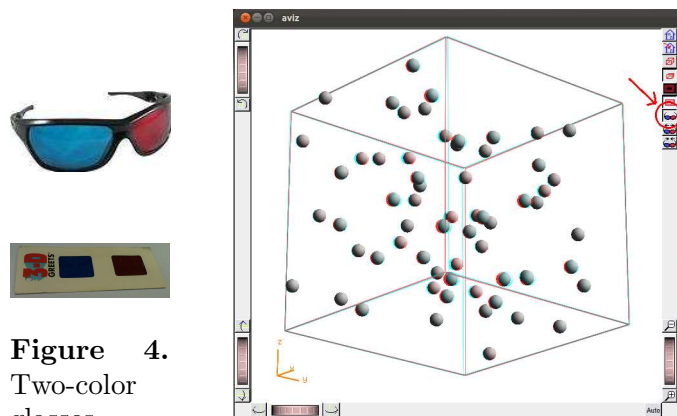 aviz
3-D
GREETS
Figure 4.
Two-color
glasses
z
x
y
Auto